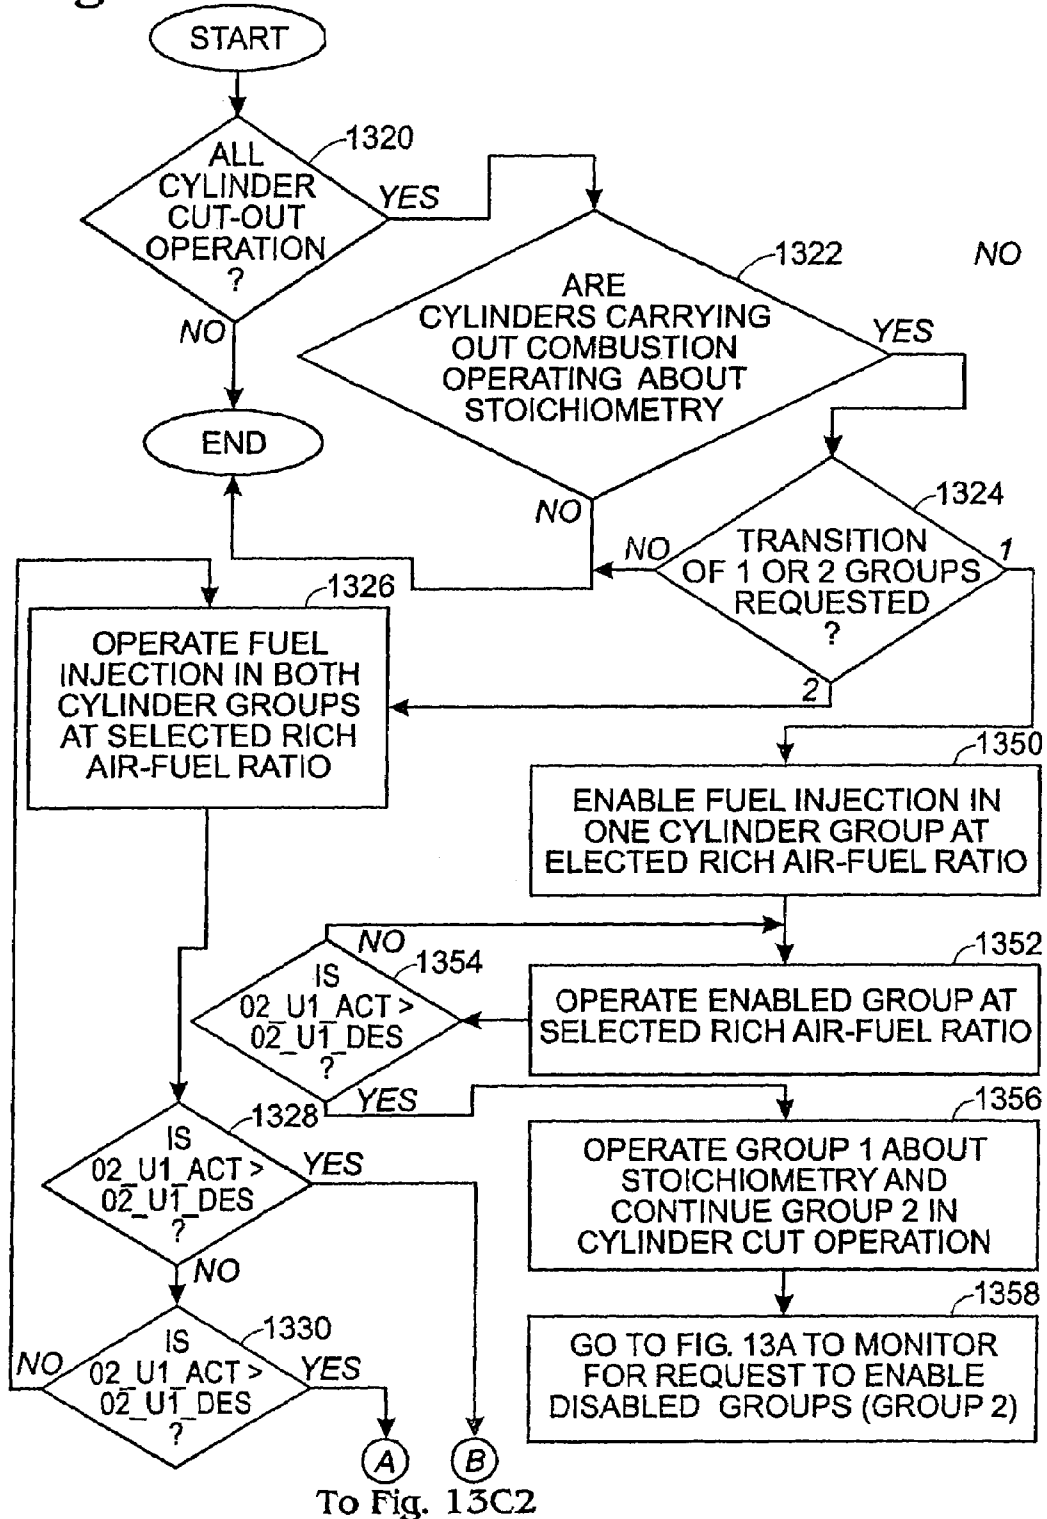 START
1320
ALL
CYLINDER
CUT-OUT
OPERATION
?
YES
NO
1322
NO
ARE
CYLINDERS CARRYING
OUT COMBUSTION
OPERATING ABOUT
STOICHIOMETRY
YES
NO
END
1324
TRANSITION
OF 1 OR 2 GROUPS
REQUESTED
?
NO
1
2
1326
OPERATE FUEL
INJECTION IN BOTH
CYLINDER GROUPS
AT SELECTED RICH
AIR-FUEL RATIO
1350
ENABLE FUEL INJECTION IN
ONE CYLINDER GROUP AT
ELECTED RICH AIR-FUEL RATIO
1352
OPERATE ENABLED GROUP AT
SELECTED RICH AIR-FUEL RATIO
NO
1354
IS
02_U1_ACT >
02_U1_DES
?
YES
1356
OPERATE GROUP 1 ABOUT
STOICHIOMETRY AND
CONTINUE GROUP 2 IN
CYLINDER CUT OPERATION
1328
IS
02_U1_ACT >
02_U1_DES
?
YES
NO
1358
GO TO FIG. 13A TO MONITOR
FOR REQUEST TO ENABLE
DISABLED GROUPS (GROUP 2)
1330
IS
02_U1_ACT >
02_U1_DES
?
NO
YES
A
B
To Fig. 13C2